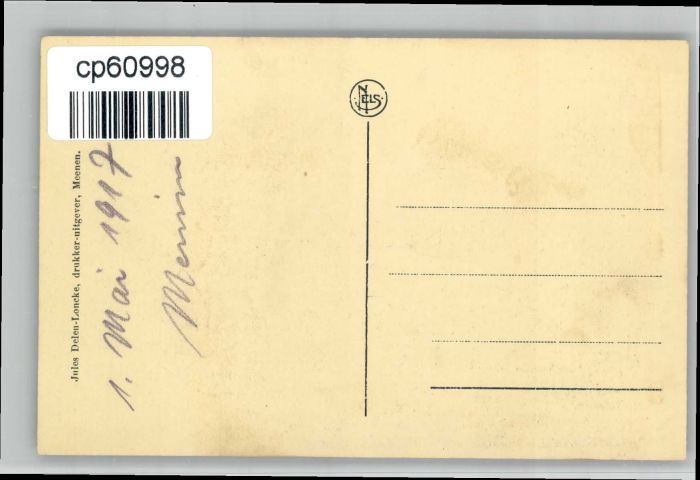 cp60998
NELS
Jules Deleu-Loncke, drukker-uitgever, Meenen.
1. Mai 1917
Menin